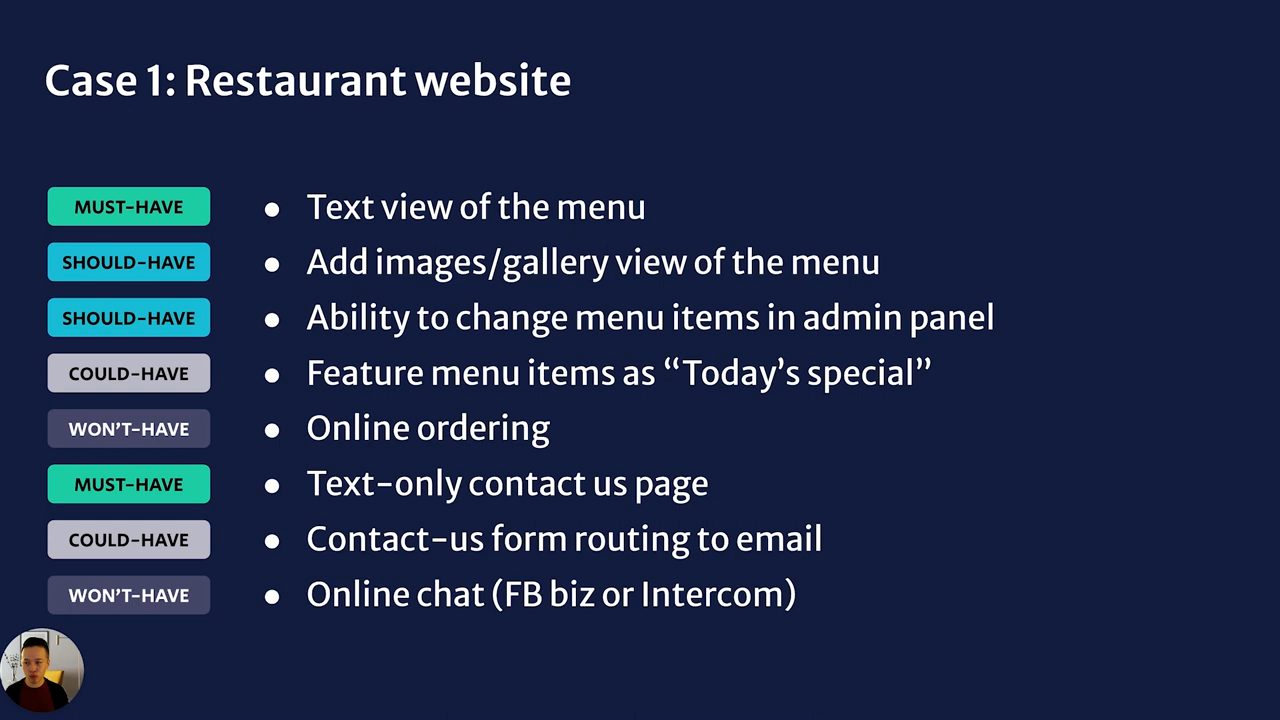 Case 1: Restaurant website
MUST-HAVE ● Text view of the menu
SHOULD-HAVE ● Add images/gallery view of the menu
SHOULD-HAVE ● Ability to change menu items in admin panel
COULD-HAVE ● Feature menu items as “Today’s special”
WON’T-HAVE ● Online ordering
MUST-HAVE ● Text-only contact us page
COULD-HAVE ● Contact-us form routing to email
WON’T-HAVE ● Online chat (FB biz or Intercom)